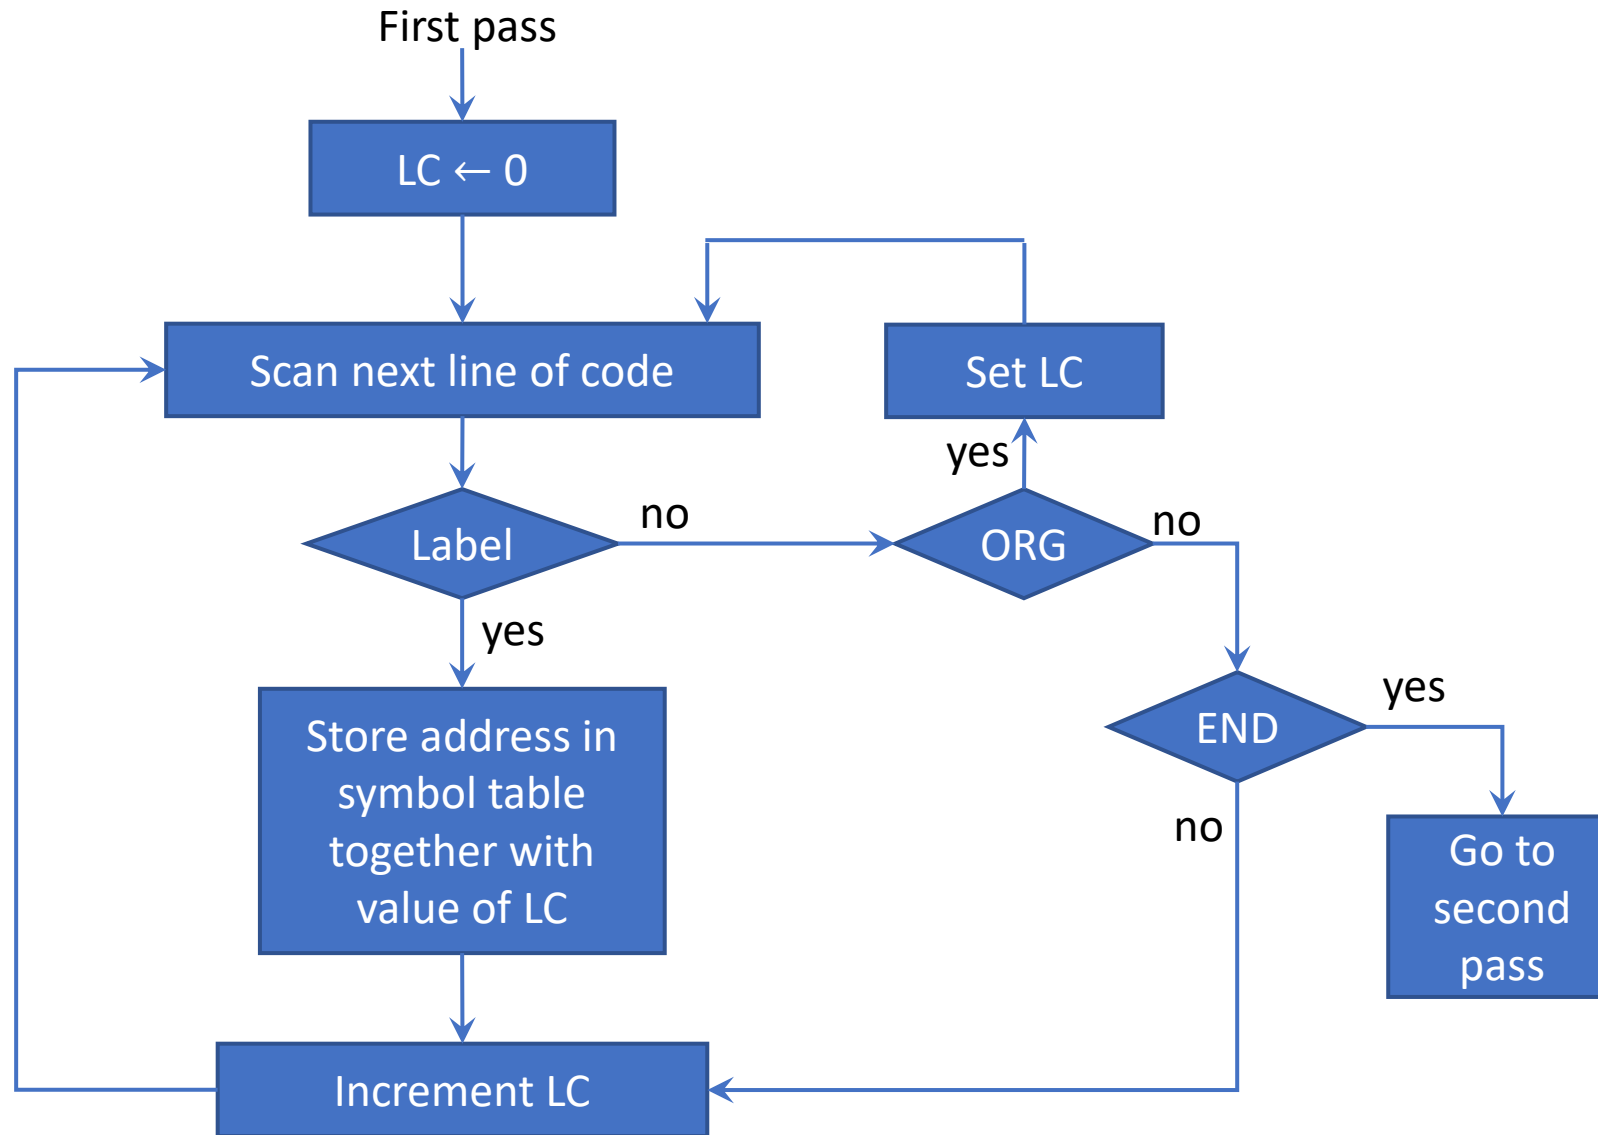 First pass
LC ← 0
Scan next line of code
Set LC
yes
Label
no
ORG
no
yes
Store address in
symbol table
together with
value of LC
END
yes
no
Go to
second
pass
Increment LC